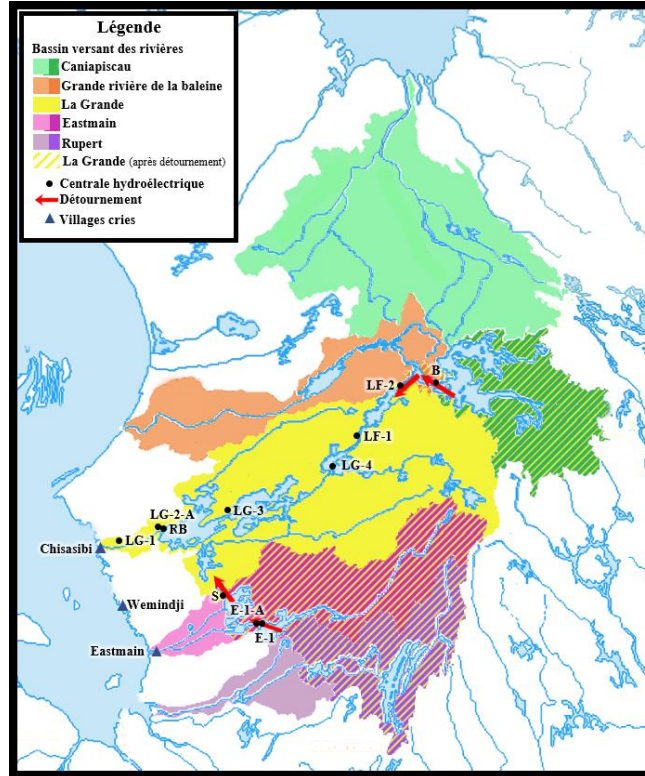 Légende
Bassin versant des rivières
Caniapiscau
Grande rivière de la baleine
La Grande
Eastmain
Rupert
La Grande (après détournement)
Centrale hydroélectrique
Détournement
Villages cries
B
LF-2
LF-1
LG-4
LG-3
LG-2-A
RB
LG-1
Chisasibi
S
Wemindji
E-1-A
E-1
Eastmain